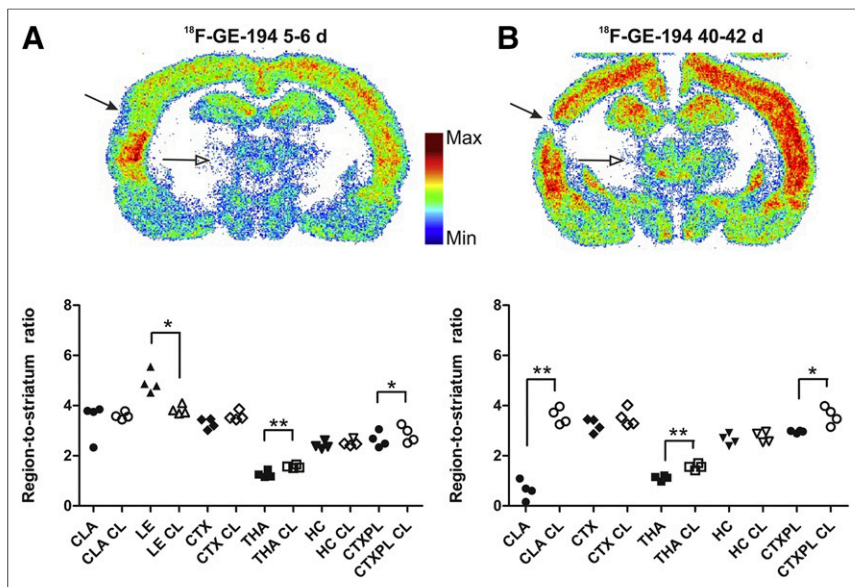 A
¹⁸F-GE-194 5-6 d
Max
Min
Region-to-striatum ratio
8
6
4
2
0
*
**
*
CLA
CLA CL
LE
LE CL
CTX
CTX CL
THA
THA CL
HC
HC CL
CTXPL
CTXPL CL
B
¹⁸F-GE-194 40-42 d
Region-to-striatum ratio
8
6
4
2
0
**
**
*
CLA
CLA CL
CTX
CTX CL
THA
THA CL
HC
HC CL
CTXPL
CTXPL CL